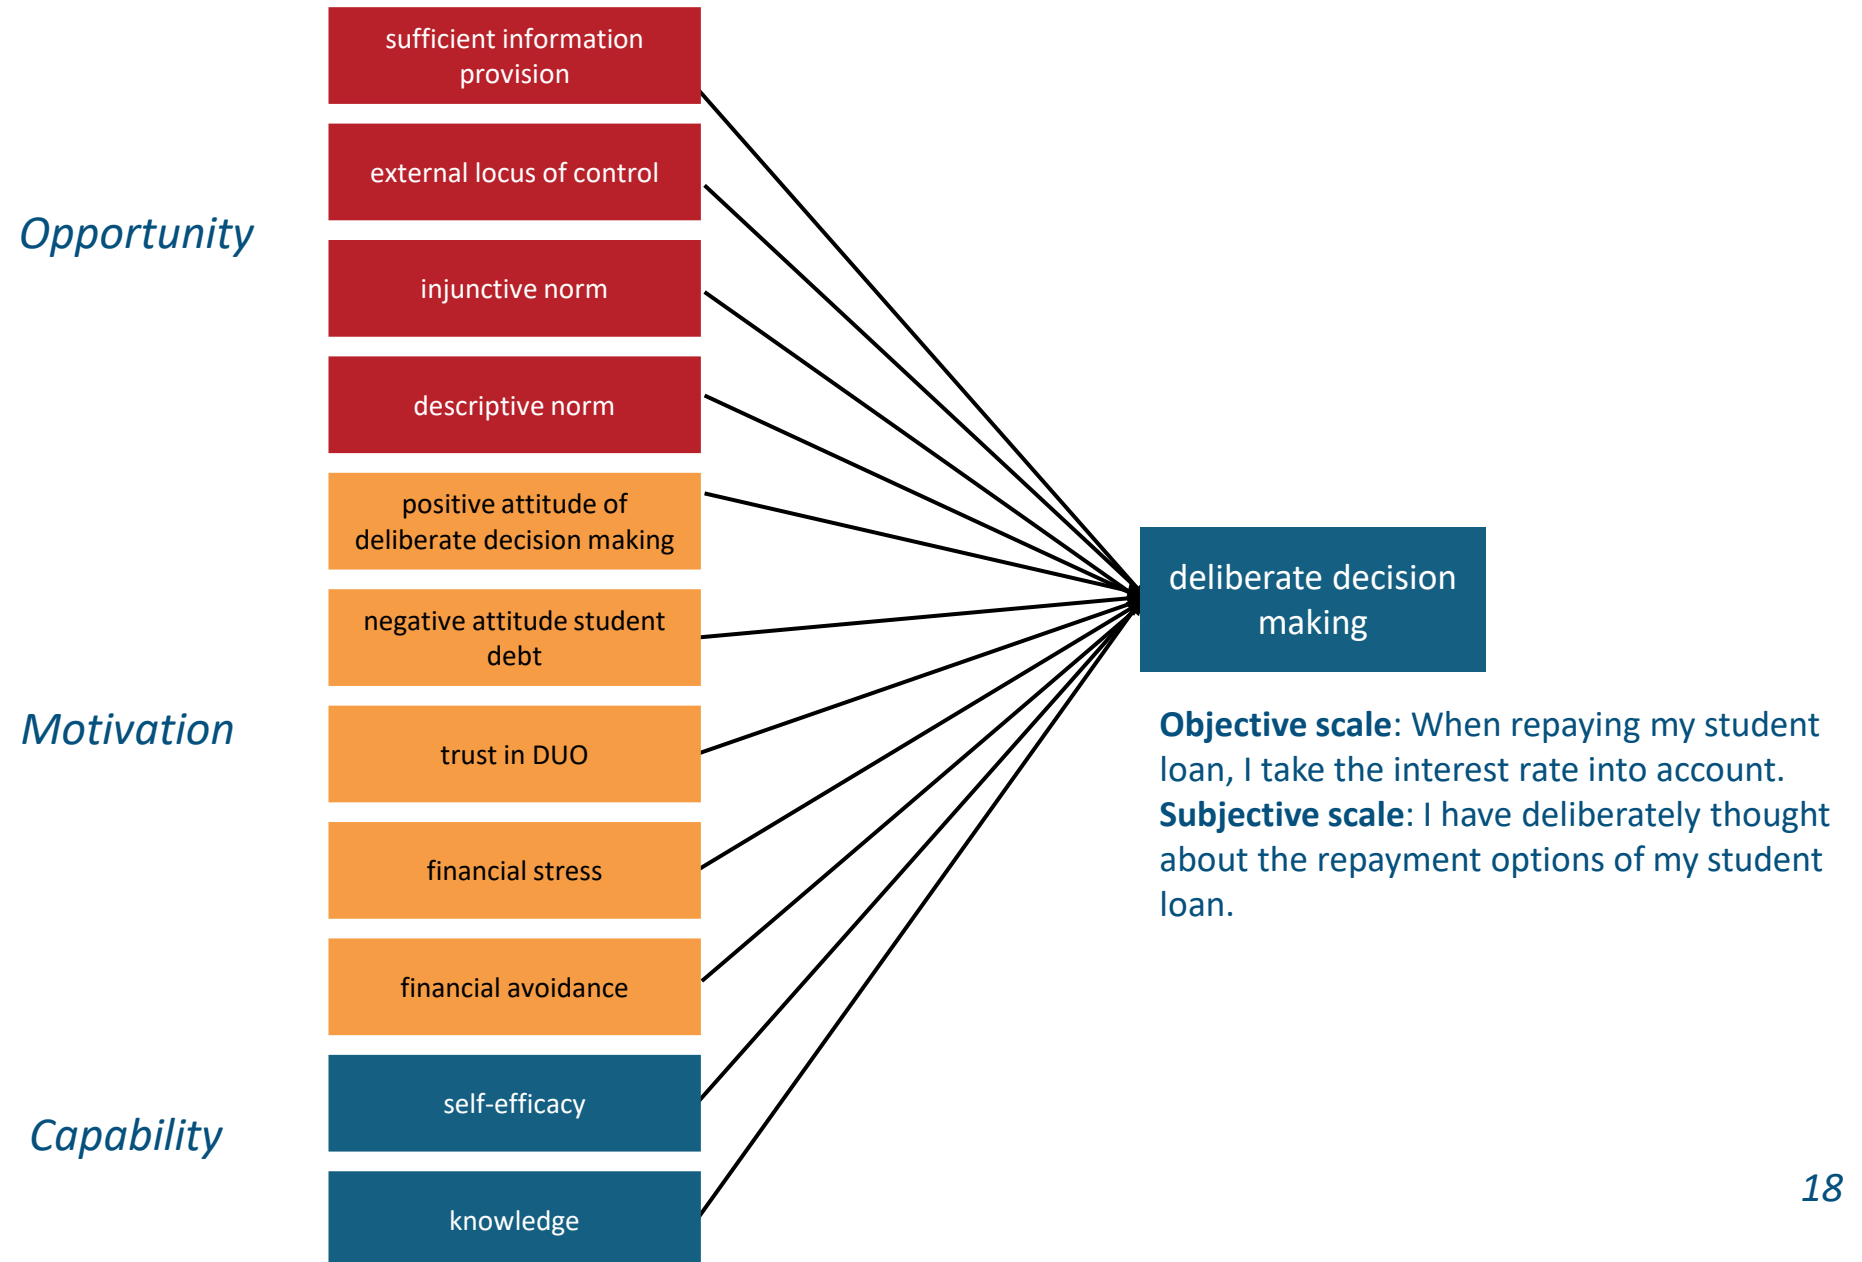 Opportunity
sufficient information
provision
external locus of control
injunctive norm
descriptive norm
Motivation
positive attitude of
deliberate decision making
negative attitude student
debt
trust in DUO
financial stress
financial avoidance
Capability
self-efficacy
knowledge
deliberate decision
making
Objective scale: When repaying my student
loan, I take the interest rate into account.
Subjective scale: I have deliberately thought
about the repayment options of my student
loan.
18